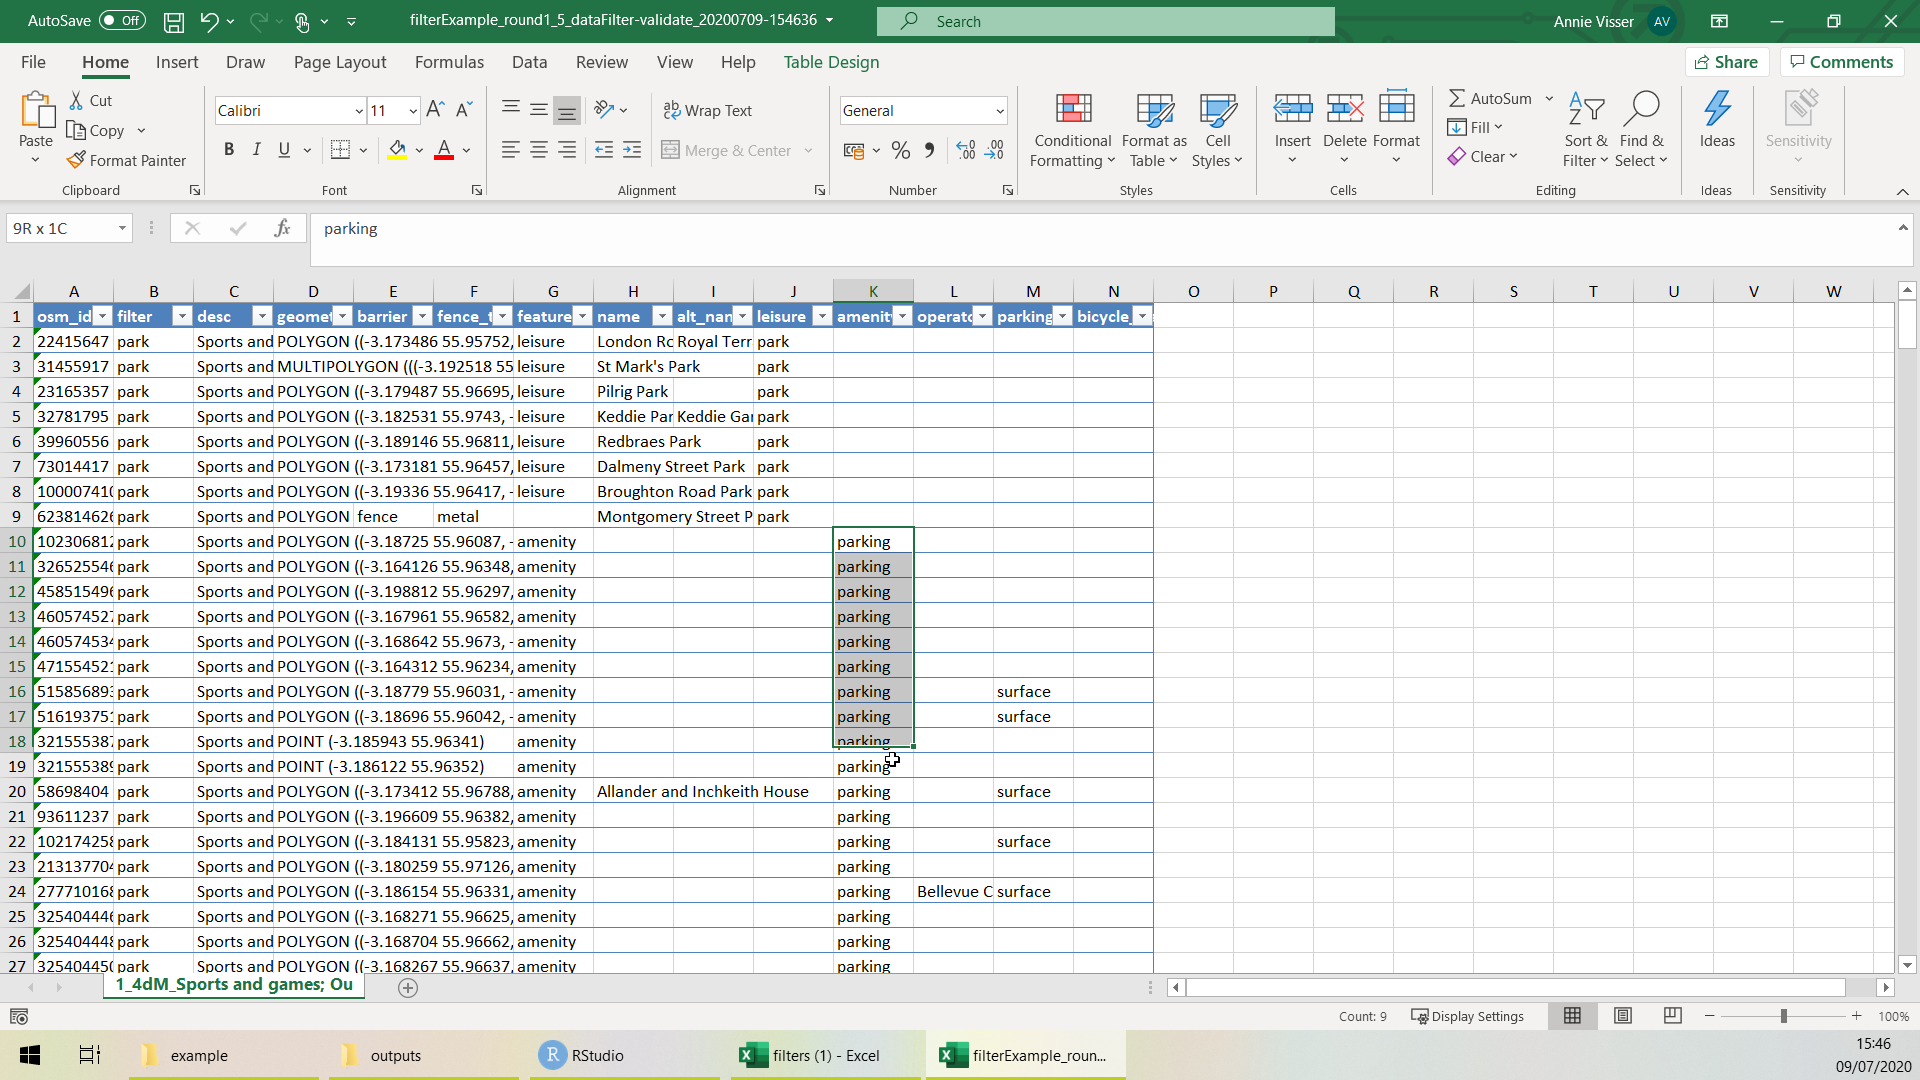 AutoSave Off filterExample_round1_5_dataFilter-validate_20200709-154636 Search Annie Visser AV
File Home Insert Draw Page Layout Formulas Data Review View Help Table Design Share Comments
Cut
Copy
Format Painter
Paste
Clipboard
Calibri 11
B I U
Font
Wrap Text
Merge & Center
Alignment
General
Number
Conditional Formatting
Format as Table
Cell Styles
Styles
Insert Delete Format
Cells
AutoSum
Fill
Clear
Sort & Filter
Find & Select
Editing
Ideas
Ideas
Sensitivity
Sensitivity
9R x 1C fx parking
A B C D E F G H I J K L M N O P Q R S T U V W
1 osm_id filter desc geomet barrier fence_t feature name alt_nan leisure amenit operato parking bicycle_
2 22415647 park Sports and POLYGON ((-3.173486 55.95752, leisure London Ro Royal Terr park
3 31455917 park Sports and MULTIPOLYGON (((-3.192518 55 leisure St Mark's Park park
4 23165357 park Sports and POLYGON ((-3.179487 55.96695, leisure Pilrig Park park
5 32781795 park Sports and POLYGON ((-3.182531 55.9743, - leisure Keddie Par Keddie Gar park
6 39960556 park Sports and POLYGON ((-3.189146 55.96811, leisure Redbraes Park park
7 73014417 park Sports and POLYGON ((-3.173181 55.96457, leisure Dalmeny Street Park park
8 100007410 park Sports and POLYGON ((-3.19336 55.96417, - leisure Broughton Road Park park
9 623814626 park Sports and POLYGON fence metal Montgomery Street P park
10 102306812 park Sports and POLYGON ((-3.18725 55.96087, - amenity parking
11 326525546 park Sports and POLYGON ((-3.164126 55.96348, amenity parking
12 458515496 park Sports and POLYGON ((-3.198812 55.96297, amenity parking
13 460574527 park Sports and POLYGON ((-3.167961 55.96582, amenity parking
14 460574534 park Sports and POLYGON ((-3.168642 55.9673, - amenity parking
15 471554521 park Sports and POLYGON ((-3.164312 55.96234, amenity parking
16 515856893 park Sports and POLYGON ((-3.18779 55.96031, - amenity parking surface
17 516193751 park Sports and POLYGON ((-3.18696 55.96042, - amenity parking surface
18 321555387 park Sports and POINT (-3.185943 55.96341) amenity parking
19 321555389 park Sports and POINT (-3.186122 55.96352) amenity parking
20 58698404 park Sports and POLYGON ((-3.173412 55.96788, amenity Allander and Inchkeith House parking surface
21 93611237 park Sports and POLYGON ((-3.196609 55.96382, amenity parking
22 102174258 park Sports and POLYGON ((-3.184131 55.95823, amenity parking surface
23 213137704 park Sports and POLYGON ((-3.180259 55.97126, amenity parking
24 277710168 park Sports and POLYGON ((-3.186154 55.96331, amenity parking Bellevue C surface
25 325404446 park Sports and POLYGON ((-3.168271 55.96625, amenity parking
26 325404448 park Sports and POLYGON ((-3.168704 55.96662, amenity parking
27 325404450 park Sports and POLYGON ((-3.168267 55.96637, amenity parking
1_4dM_Sports and games; Ou
Count: 9 Display Settings 100%
example outputs RStudio filters (1) - Excel filterExample_roun...
15:46
09/07/2020